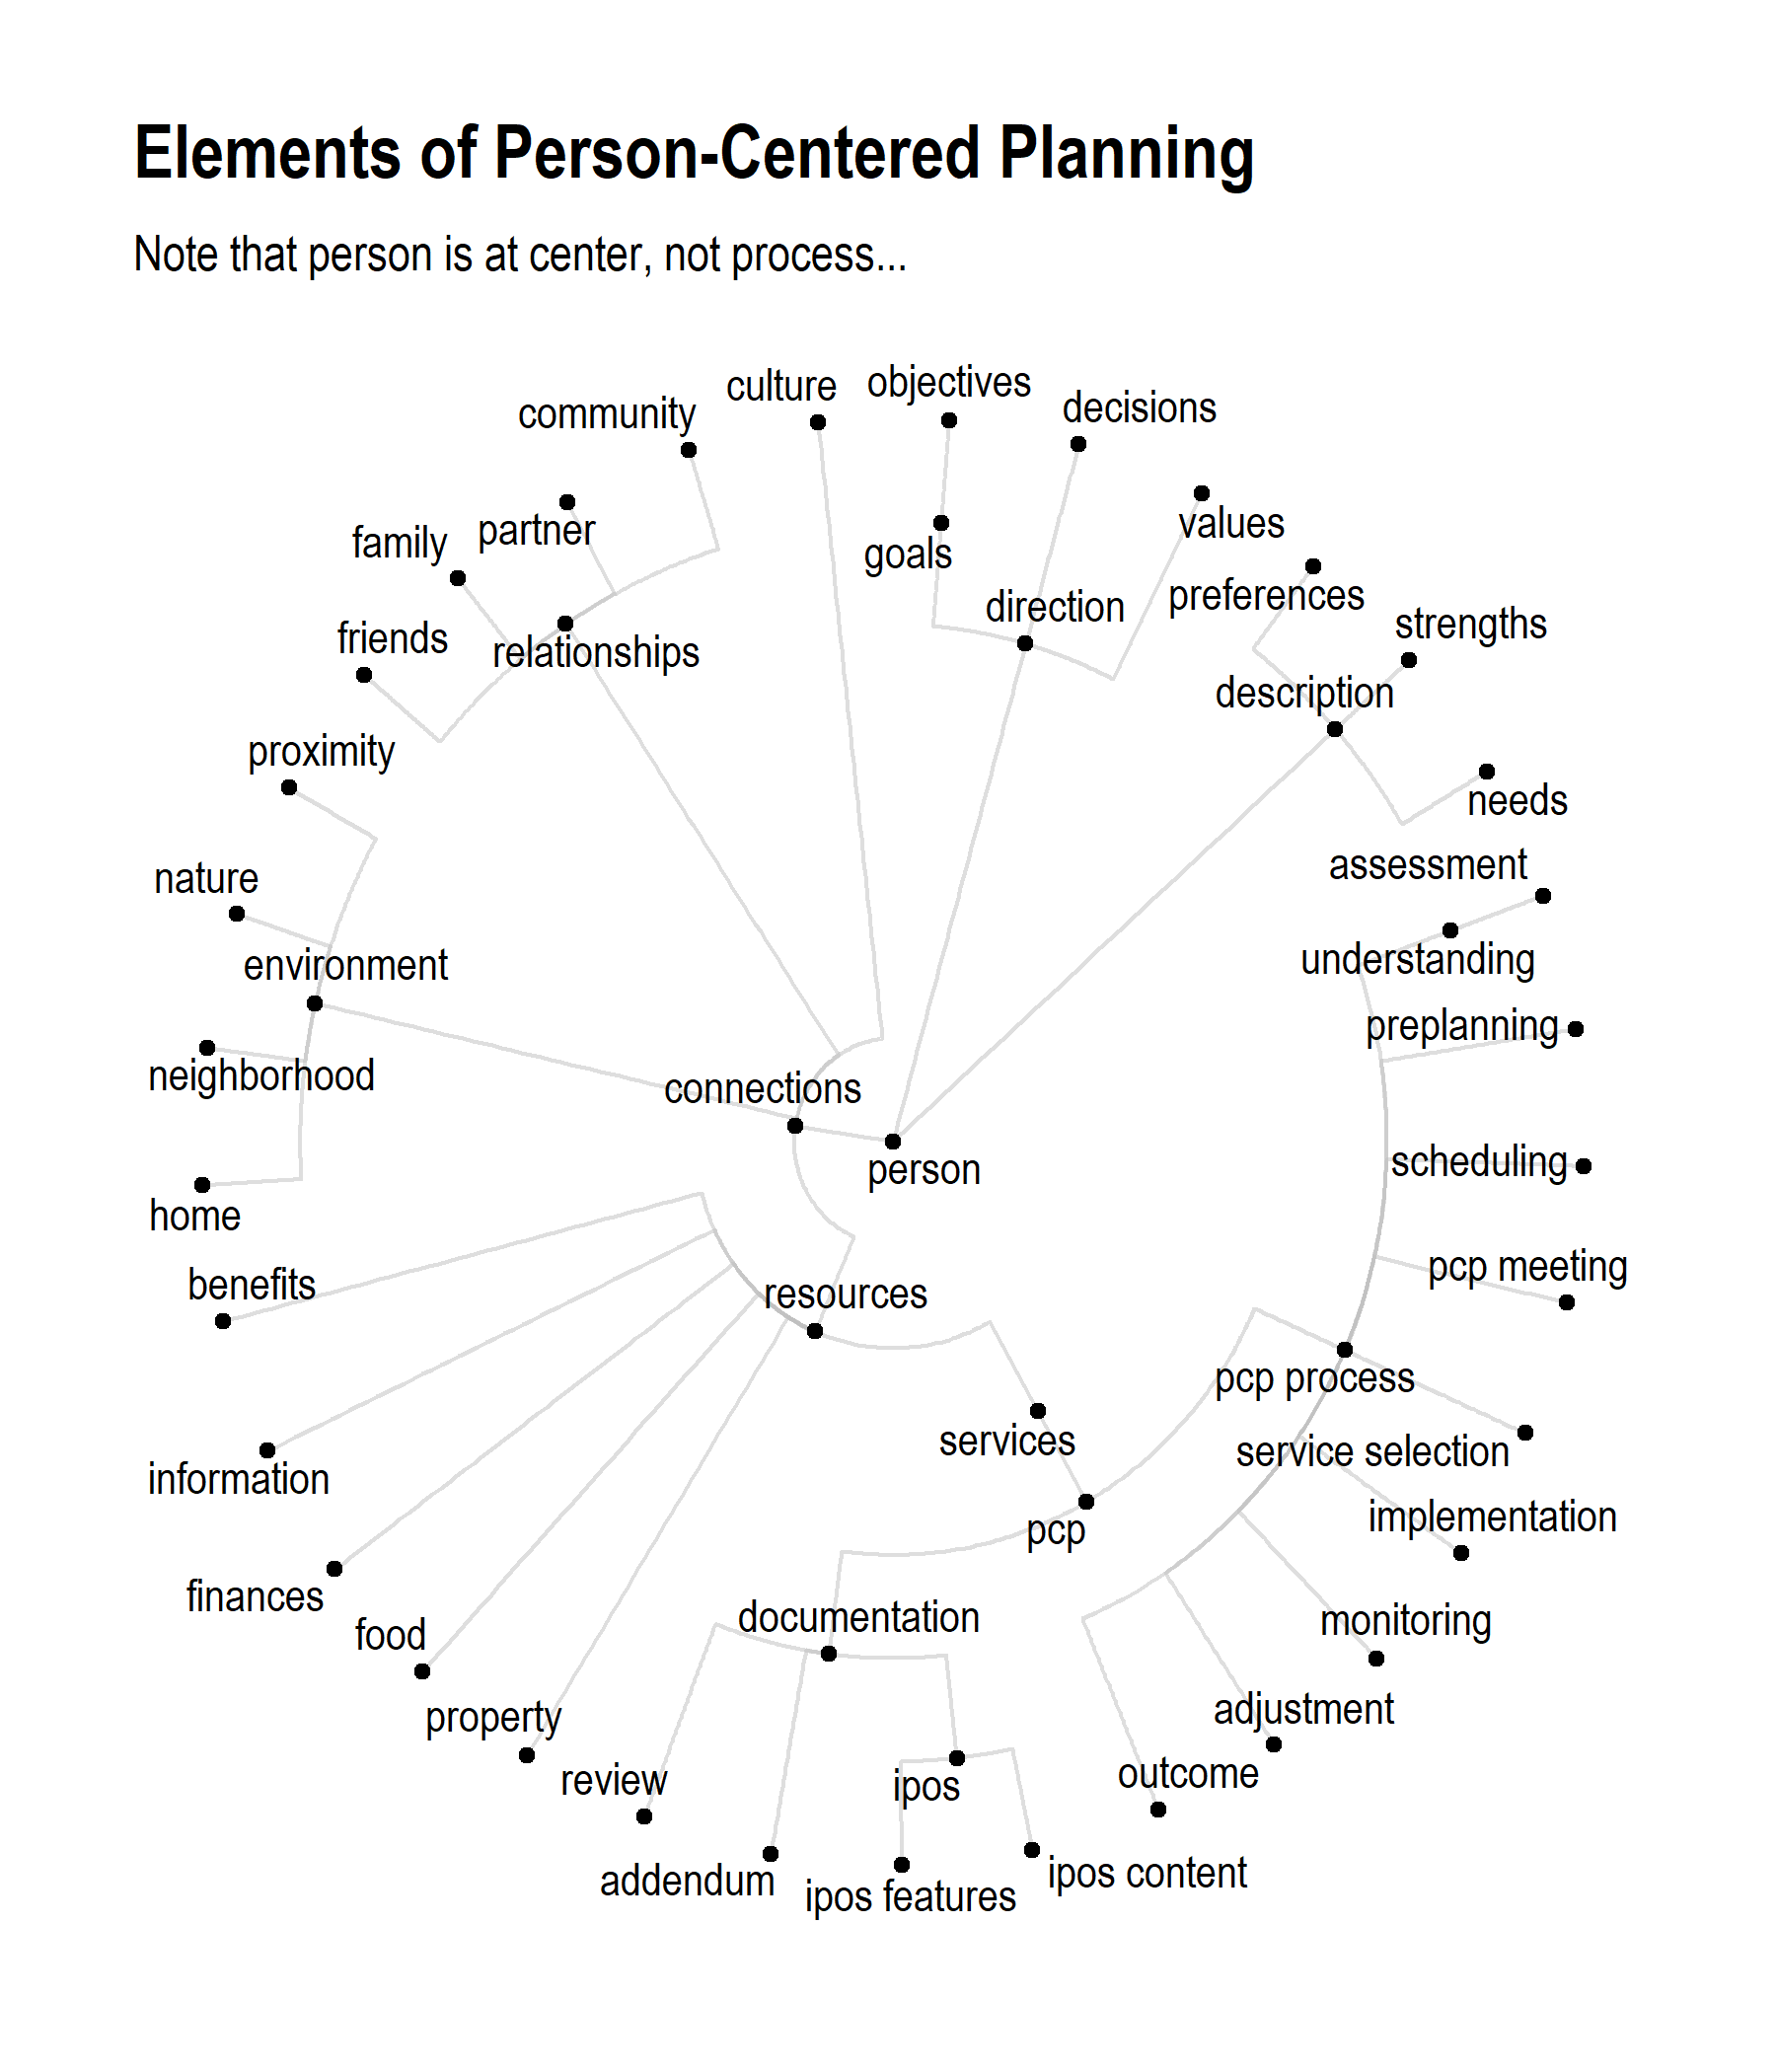 Elements of Person-Centered Planning
Note that person is at center, not process...
culture
objectives
decisions
community
values
partner
family
goals
preferences
direction
strengths
friends
relationships
description
proximity
needs
assessment
nature
understanding
environment
preplanning
neighborhood
connections
scheduling
person
home
pcp meeting
benefits
resources
pcp process
services
service selection
information
implementation
pcp
finances
documentation
monitoring
food
adjustment
property
outcome
review
ipos
addendum
ipos content
ipos features